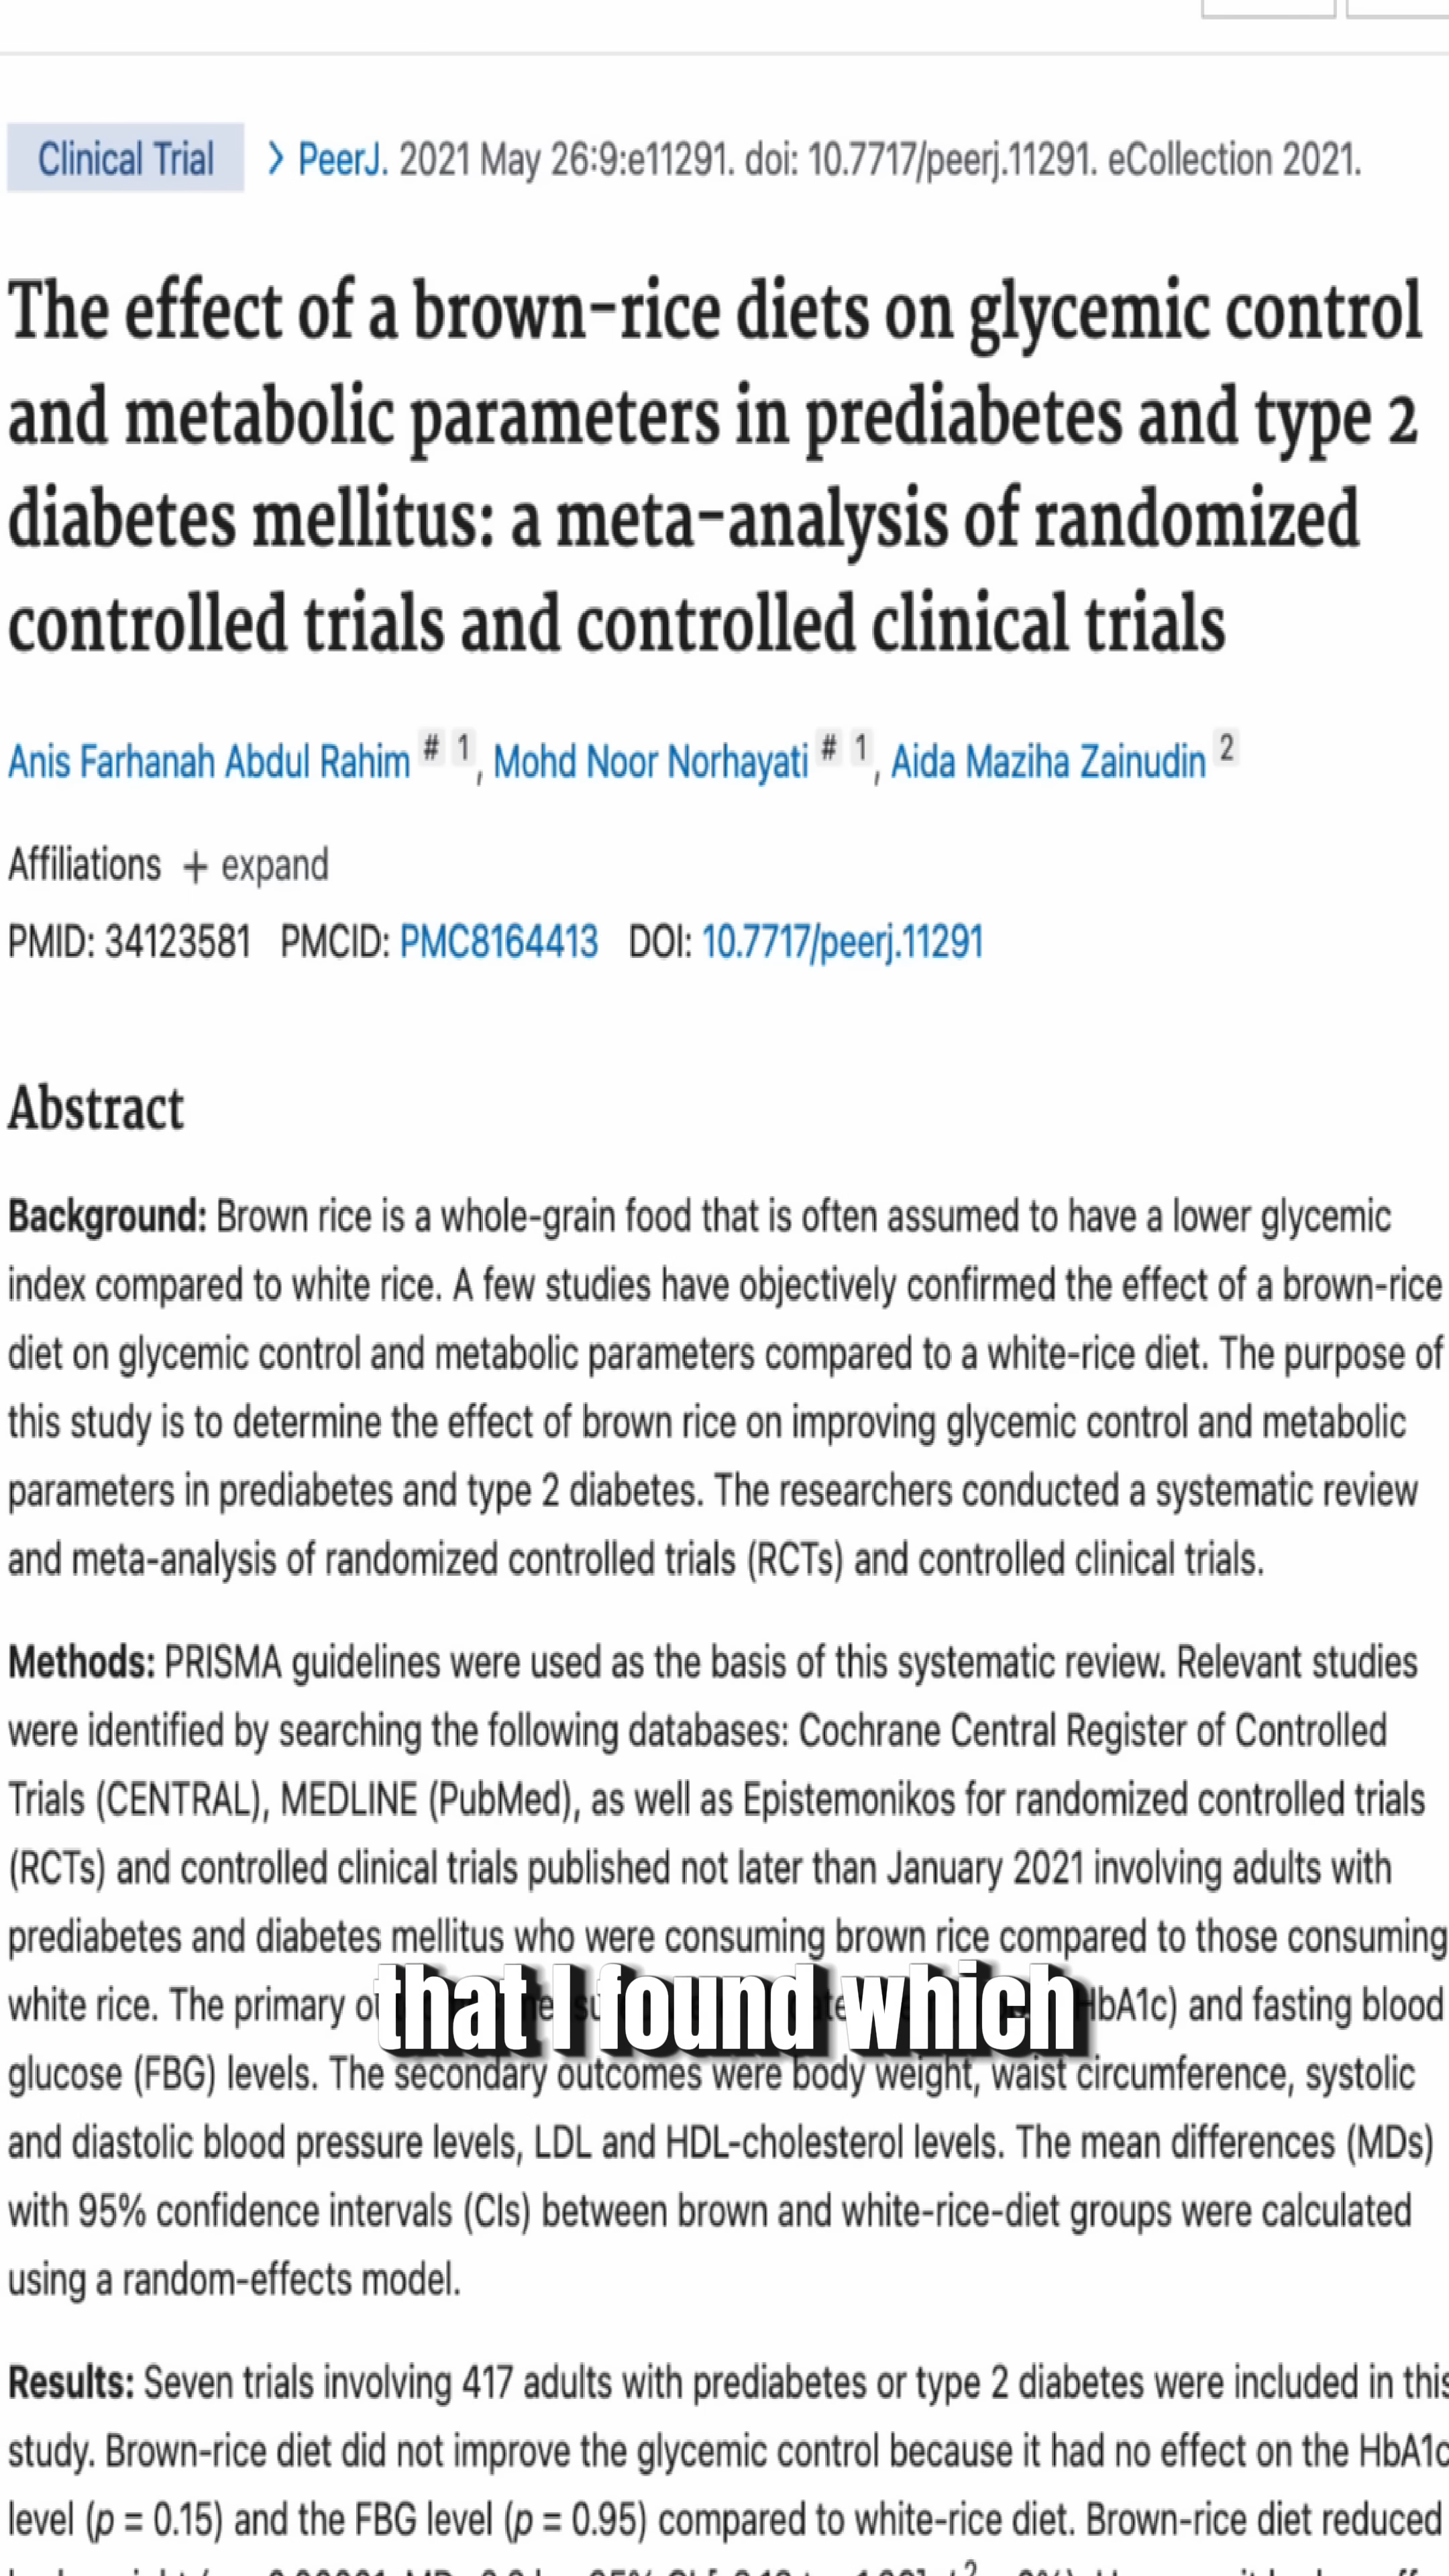 Clinical Trial > PeerJ. 2021 May 26:9:e11291. doi: 10.7717/peerj.11291. eCollection 2021.
The effect of a brown-rice diets on glycemic control
and metabolic parameters in prediabetes and type 2
diabetes mellitus: a meta-analysis of randomized
controlled trials and controlled clinical trials
Anis Farhanah Abdul Rahim # 1, Mohd Noor Norhayati # 1, Aida Maziha Zainudin 2
Affiliations + expand
PMID: 34123581 PMCID: PMC8164413 DOI: 10.7717/peerj.11291
Abstract
Background: Brown rice is a whole-grain food that is often assumed to have a lower glycemic
index compared to white rice. A few studies have objectively confirmed the effect of a brown-rice
diet on glycemic control and metabolic parameters compared to a white-rice diet. The purpose of
this study is to determine the effect of brown rice on improving glycemic control and metabolic
parameters in prediabetes and type 2 diabetes. The researchers conducted a systematic review
and meta-analysis of randomized controlled trials (RCTs) and controlled clinical trials.
Methods: PRISMA guidelines were used as the basis of this systematic review. Relevant studies
were identified by searching the following databases: Cochrane Central Register of Controlled
Trials (CENTRAL), MEDLINE (PubMed), as well as Epistemonikos for randomized controlled trials
(RCTs) and controlled clinical trials published not later than January 2021 involving adults with
prediabetes and diabetes mellitus who were consuming brown rice compared to those consuming
white rice. The primary HbA1c) and fasting blood
that I found which
glucose (FBG) levels. The secondary outcomes were body weight, waist circumference, systolic
and diastolic blood pressure levels, LDL and HDL-cholesterol levels. The mean differences (MDs)
with 95% confidence intervals (CIs) between brown and white-rice-diet groups were calculated
using a random-effects model.
Results: Seven trials involving 417 adults with prediabetes or type 2 diabetes were included in this
study. Brown-rice diet did not improve the glycemic control because it had no effect on the HbA1c
level (p = 0.15) and the FBG level (p = 0.95) compared to white-rice diet. Brown-rice diet reduced